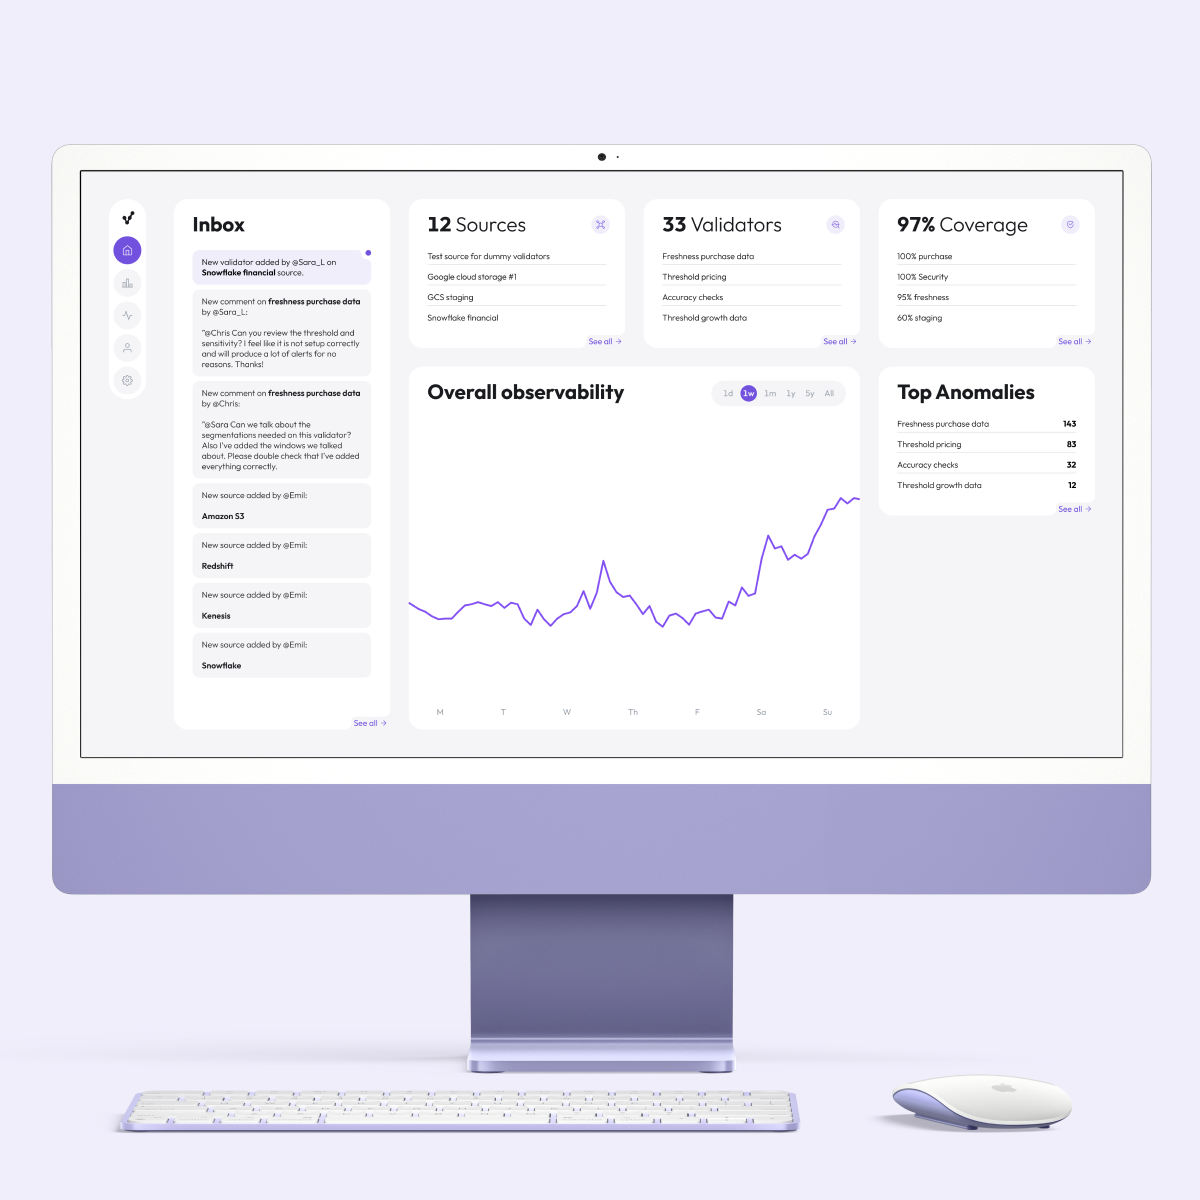 Inbox
New validator added by @Sara_L on
Snowflake financial source.
New comment on freshness purchase data
by @Sara_L:
"@Chris Can you review the threshold and
sensitivity? I feel like it is not setup correctly
and will produce a lot of alerts for no
reasons. Thanks!
New comment on freshness purchase data
by @Chris:
"@Sara Can we talk about the
segmentations needed on this validator?
Also I've added the windows we talked
about. Please double check that I've added
everything correctly.
New source added by @Emil:
Amazon S3
New source added by @Emil:
Redshift
New source added by @Emil:
Kenesis
New source added by @Emil:
Snowflake
See all →
12 Sources
Test source for dummy validators
Google cloud storage #1
GCS staging
Snowflake financial
See all →
33 Validators
Freshness purchase data
Threshold pricing
Accuracy checks
Threshold growth data
See all →
97% Coverage
100% purchase
100% Security
95% freshness
60% staging
See all →
Overall observability
1d 1w 1m 1y 5y All
M T W Th F Sa Su
Top Anomalies
Freshness purchase data 143
Threshold pricing 83
Accuracy checks 32
Threshold growth data 12
See all →